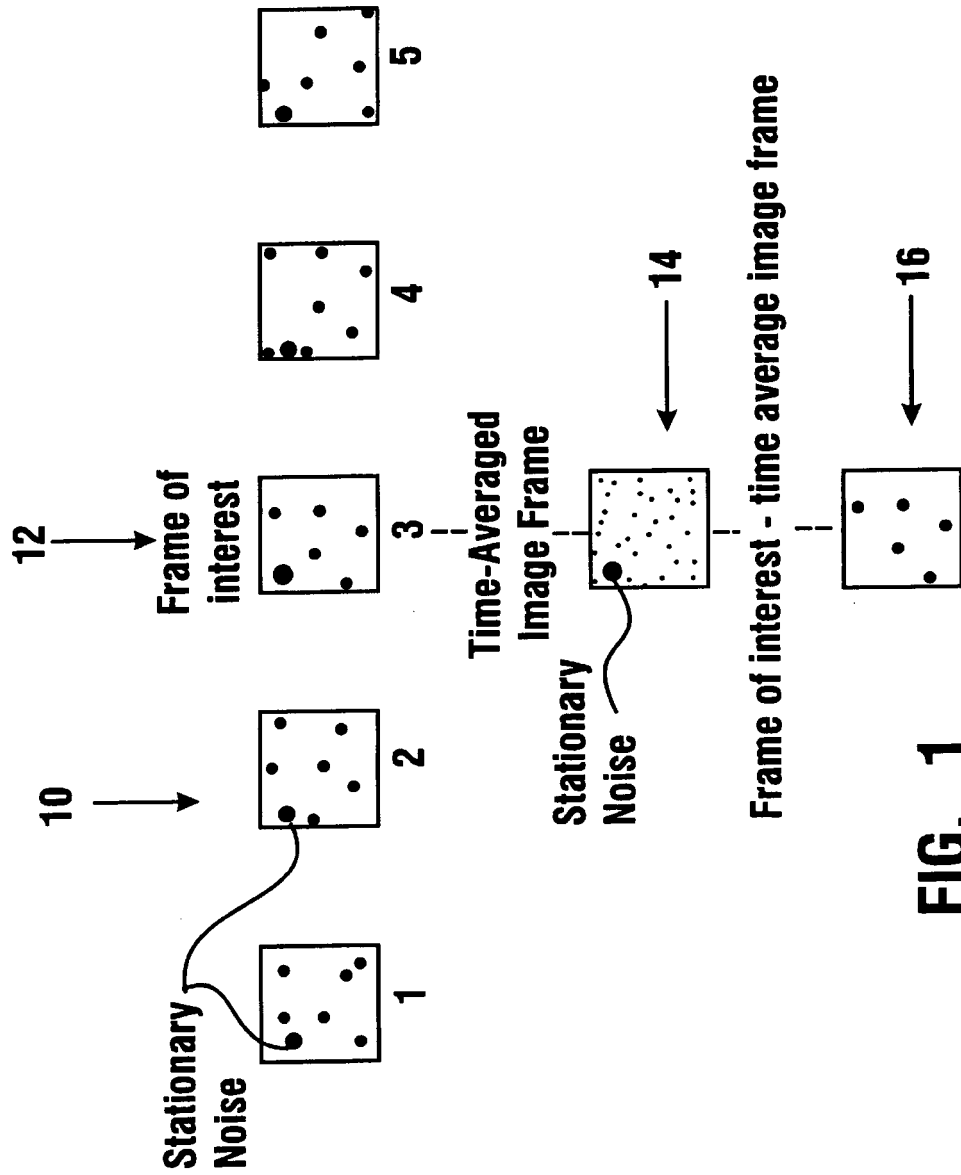 10
12
Frame of
interest
Stationary
Noise
1
2
3
4
5
Time-Averaged
Image Frame
Stationary
Noise
14
Frame of interest - time average image frame
16
FIG. 1